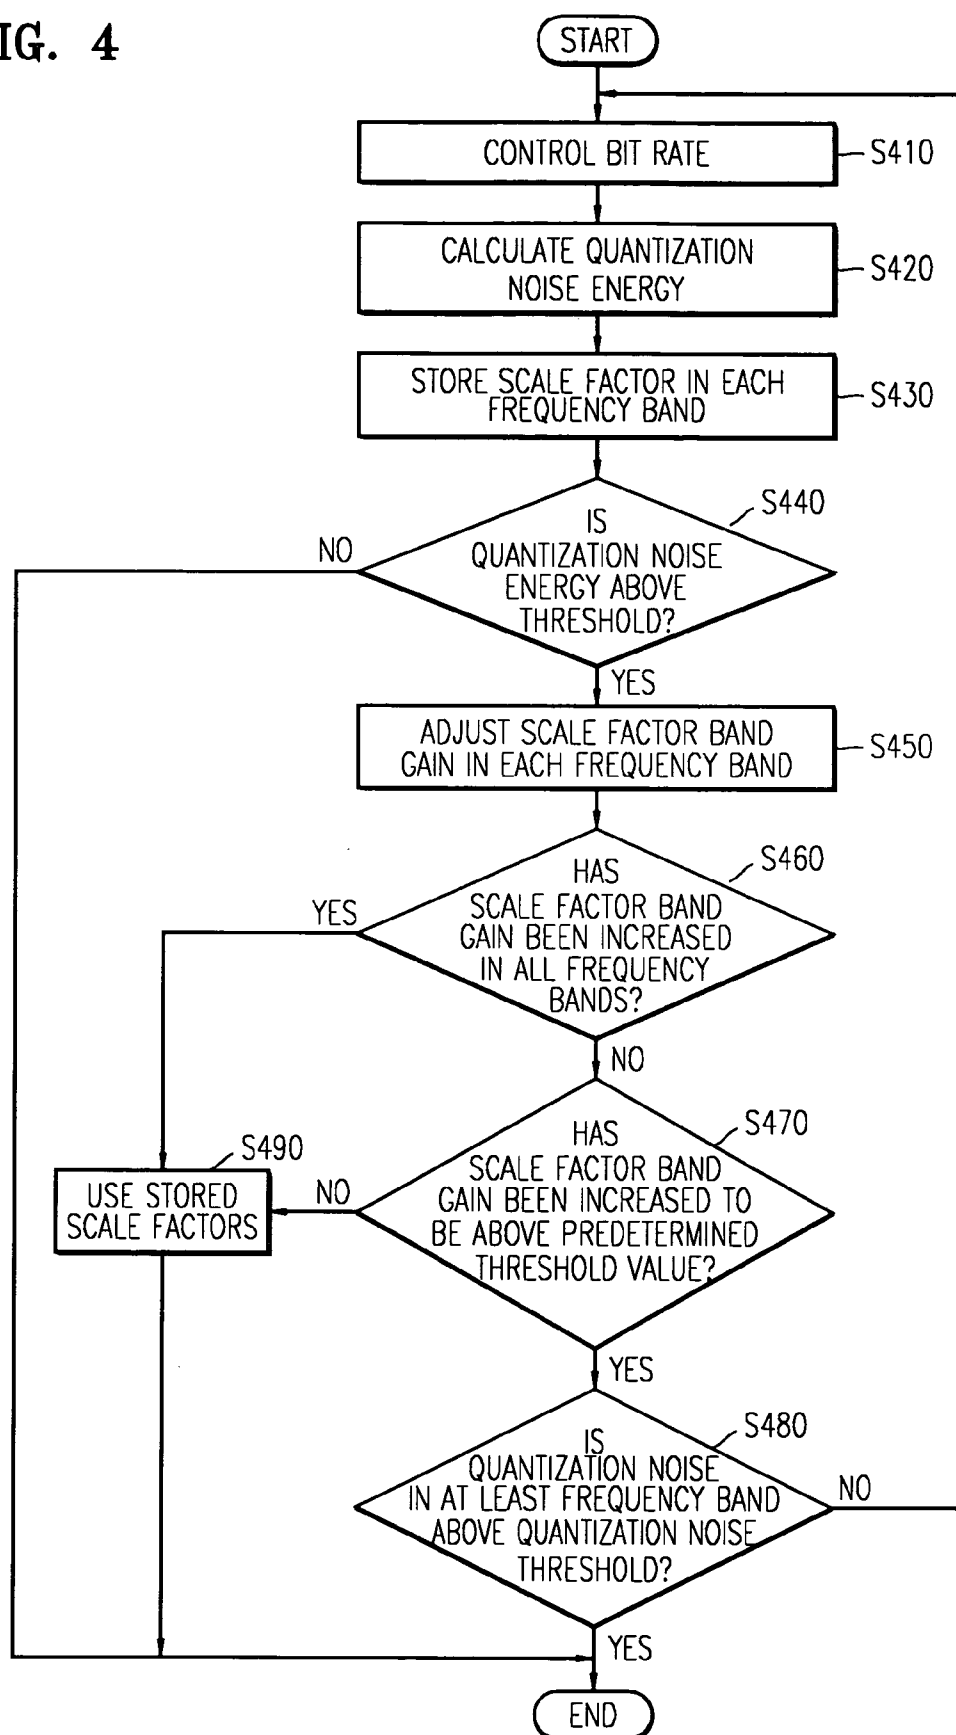 IG. 4
START
CONTROL BIT RATE
S410
CALCULATE QUANTIZATION
NOISE ENERGY
S420
STORE SCALE FACTOR IN EACH
FREQUENCY BAND
S430
S440
IS
QUANTIZATION NOISE
ENERGY ABOVE
THRESHOLD?
NO
YES
ADJUST SCALE FACTOR BAND
GAIN IN EACH FREQUENCY BAND
S450
S460
HAS
SCALE FACTOR BAND
GAIN BEEN INCREASED
IN ALL FREQUENCY
BANDS?
YES
NO
S470
HAS
SCALE FACTOR BAND
GAIN BEEN INCREASED TO
BE ABOVE PREDETERMINED
THRESHOLD VALUE?
NO
S490
USE STORED
SCALE FACTORS
YES
S480
IS
QUANTIZATION NOISE
IN AT LEAST FREQUENCY BAND
ABOVE QUANTIZATION NOISE
THRESHOLD?
NO
YES
END